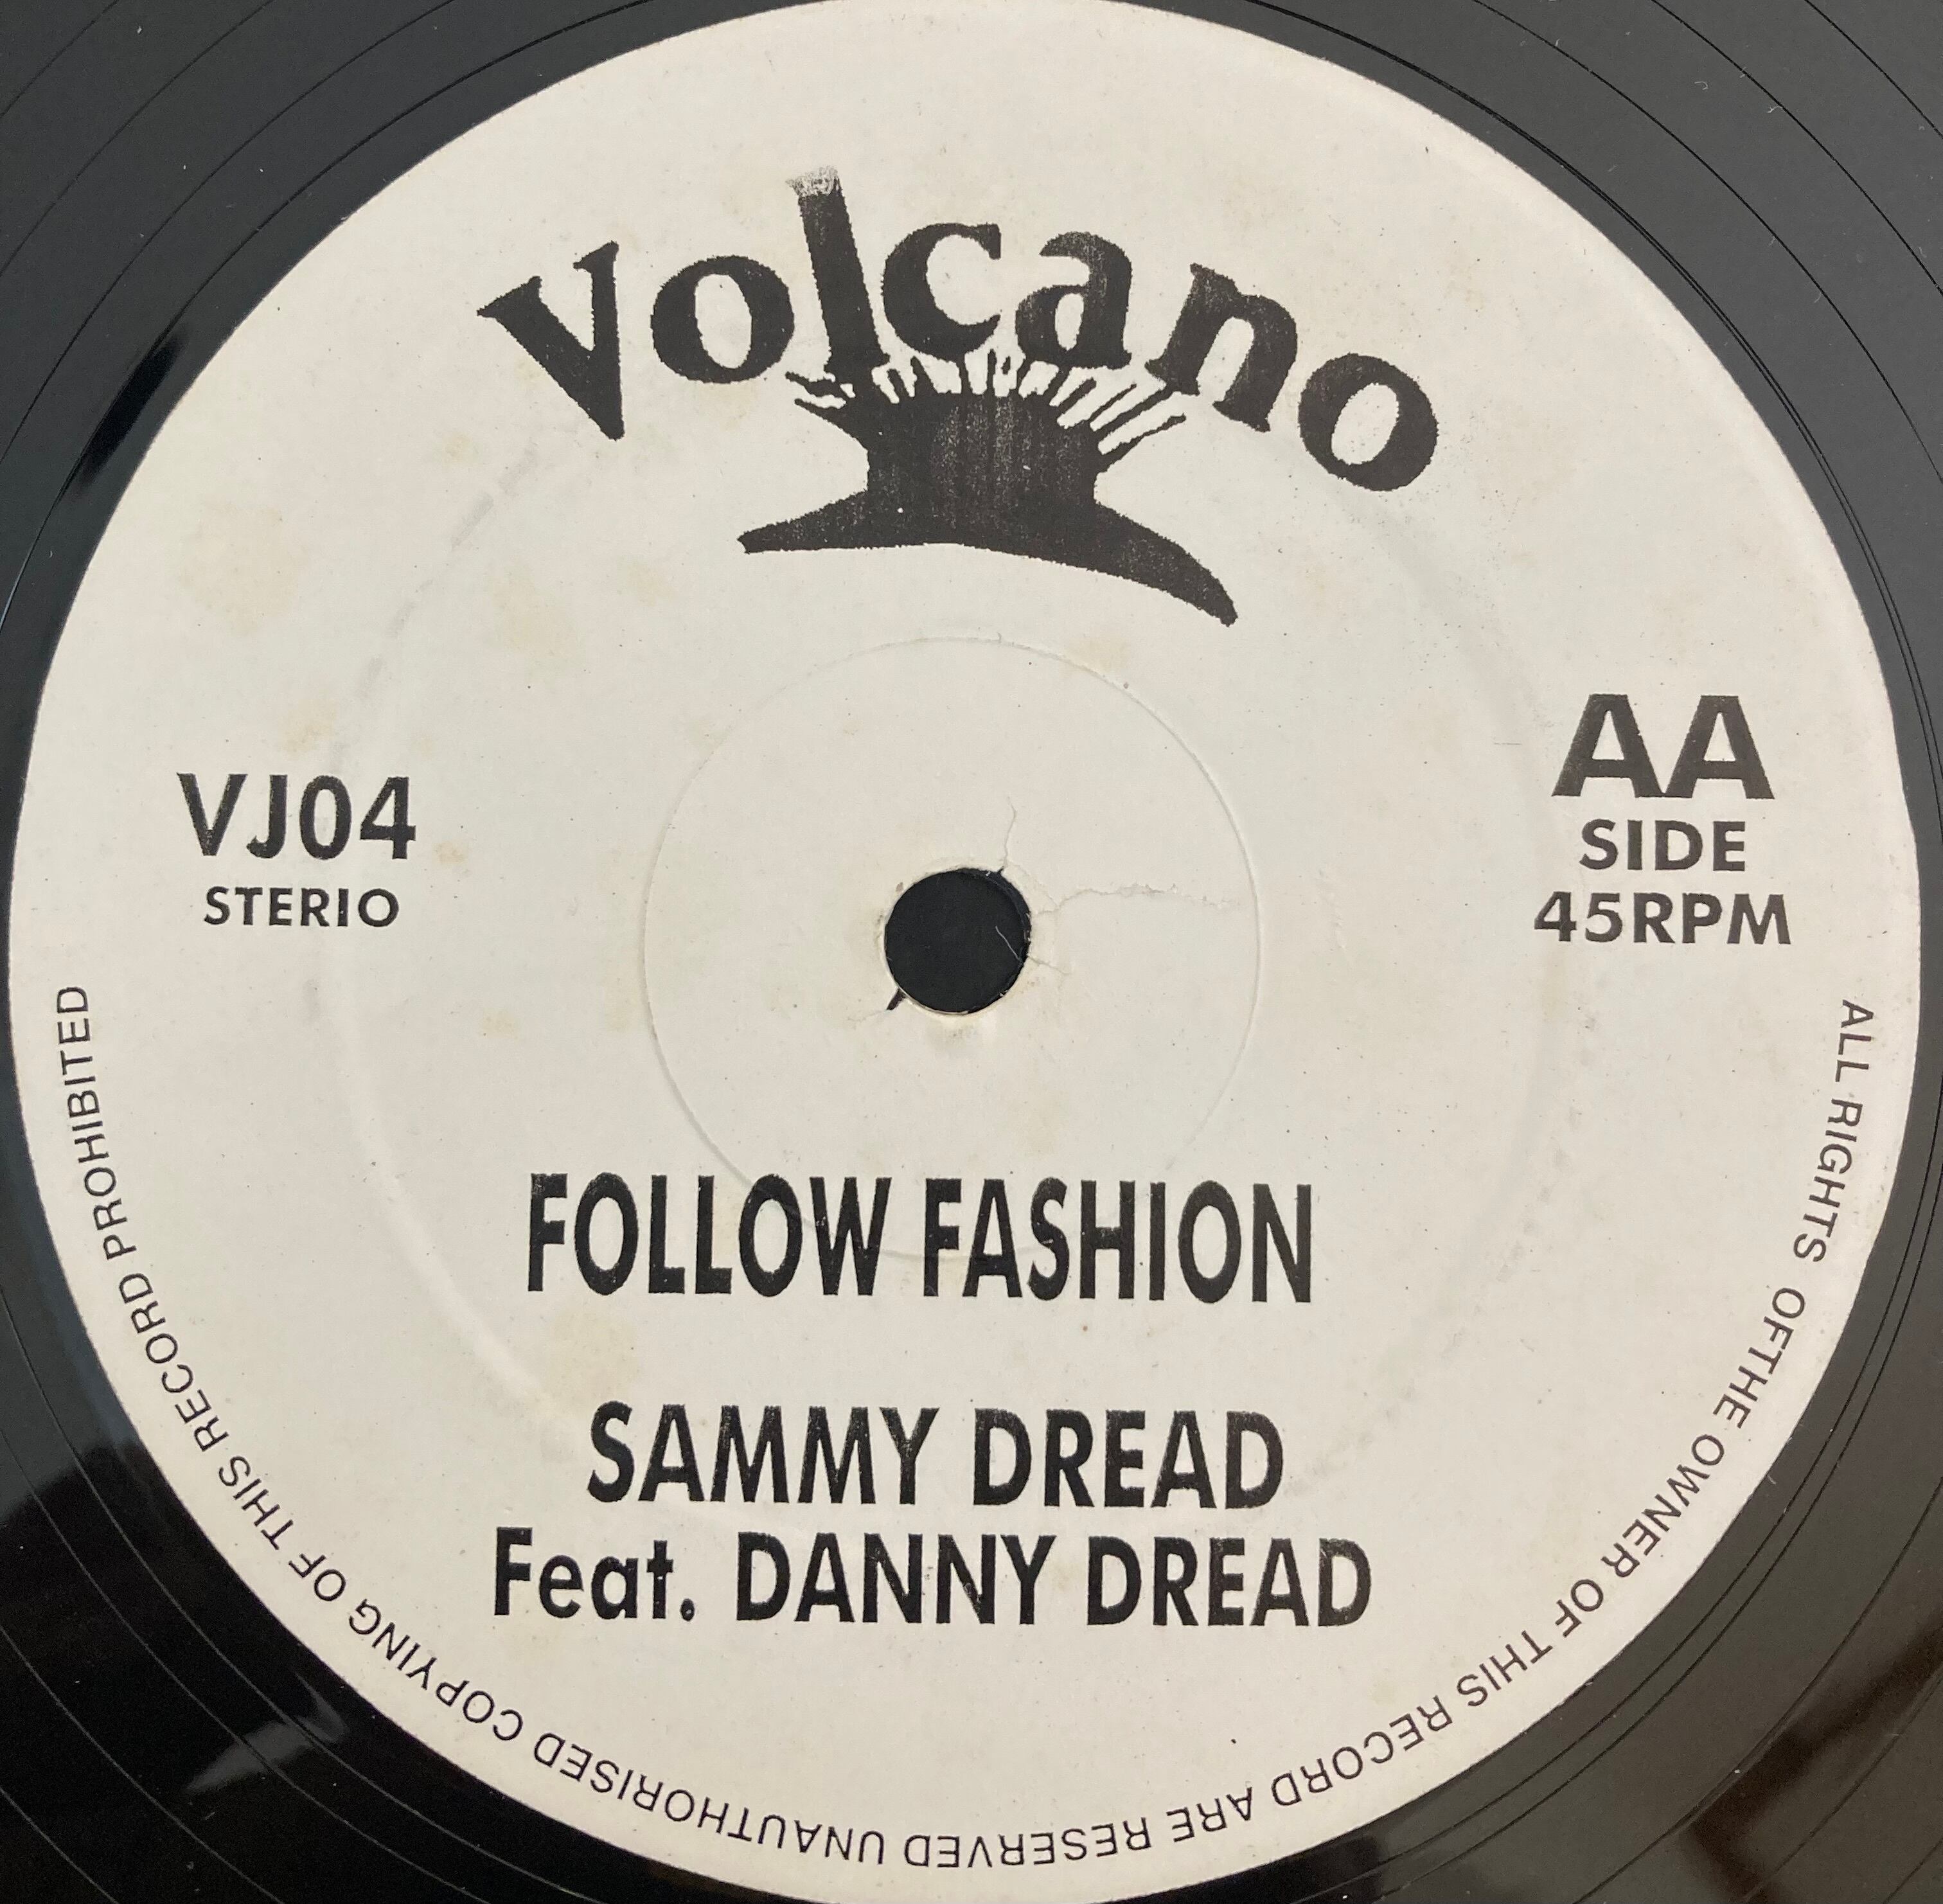 Volcano
VJ04
STERIO
AA
SIDE
45RPM
FOLLOW FASHION
SAMMY DREAD
Feat. DANNY DREAD
ALL RIGHTS OFTHE OWNER OF THIS RECORD ARE RESERVED UNAUTHORISED COPYING OF THIS RECORD PROHIBITED